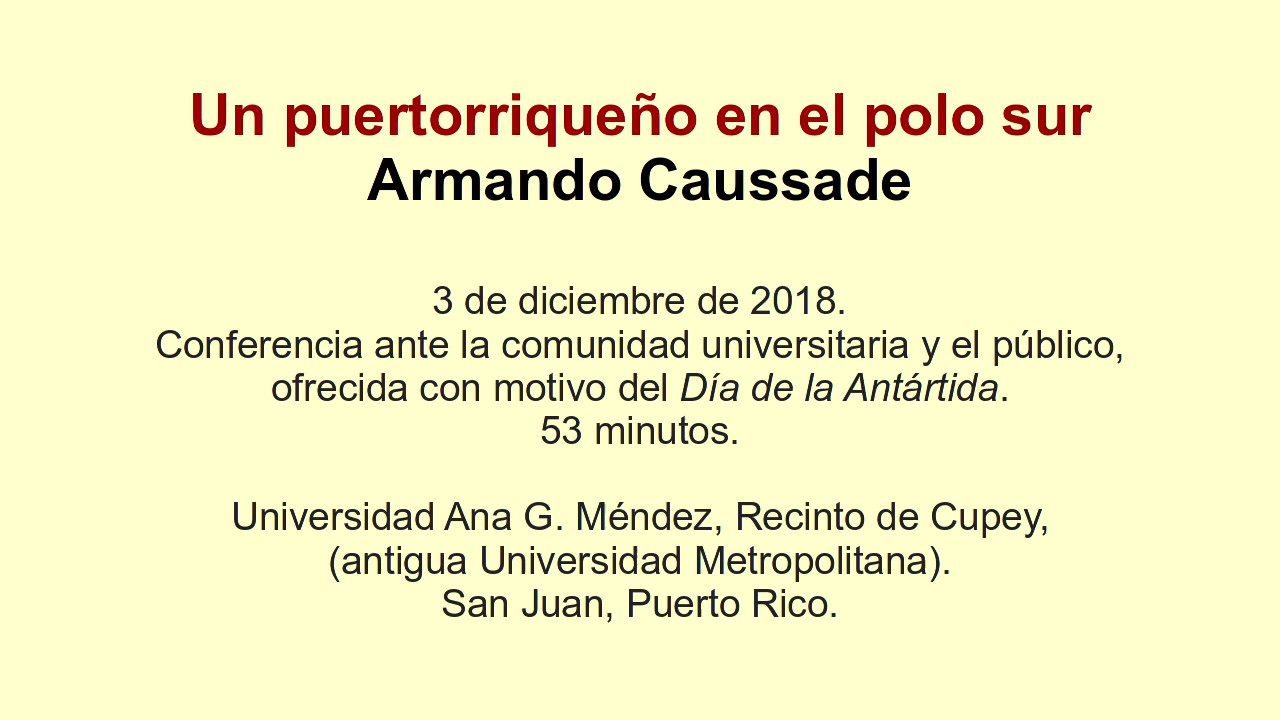 Un puertorriqueño en el polo sur
Armando Caussade
3 de diciembre de 2018.
Conferencia ante la comunidad universitaria y el público,
ofrecida con motivo del Día de la Antártida.
53 minutos.
Universidad Ana G. Méndez, Recinto de Cupey,
(antigua Universidad Metropolitana).
San Juan, Puerto Rico.